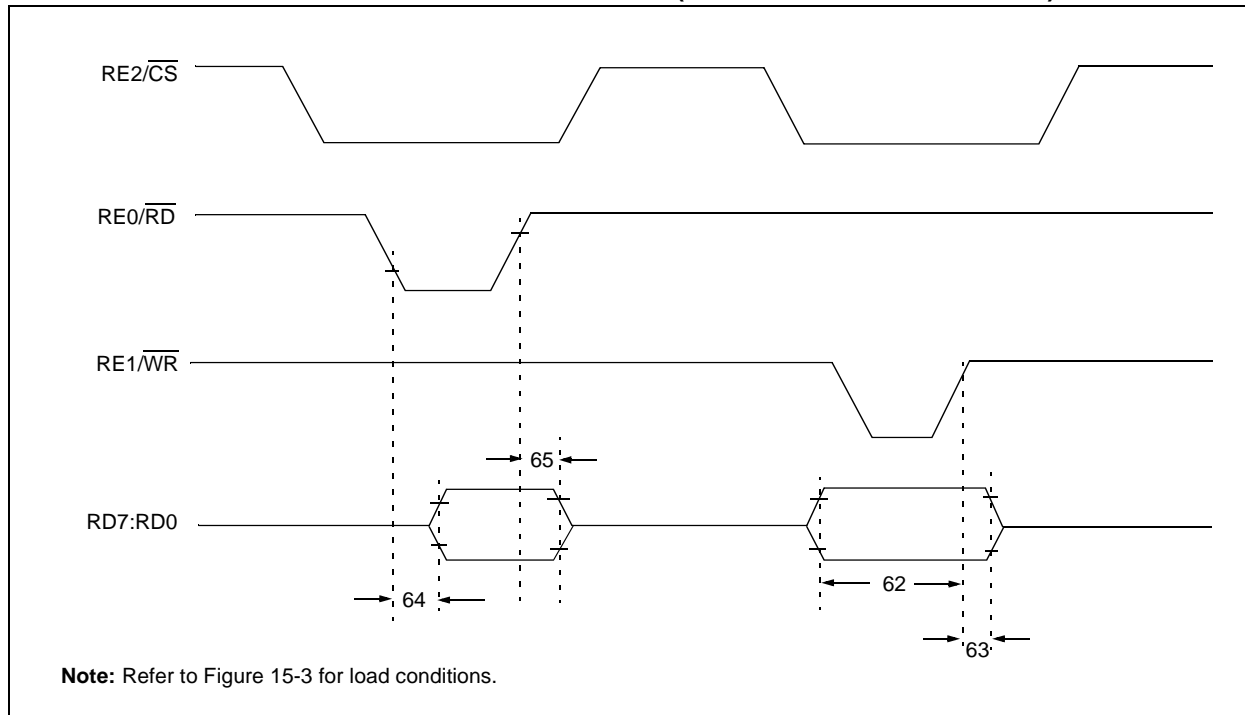 RE2/CS
RE0/RD
RE1/WR
65
RD7:RD0
62
64
63
Note: Refer to Figure 15-3 for load conditions.